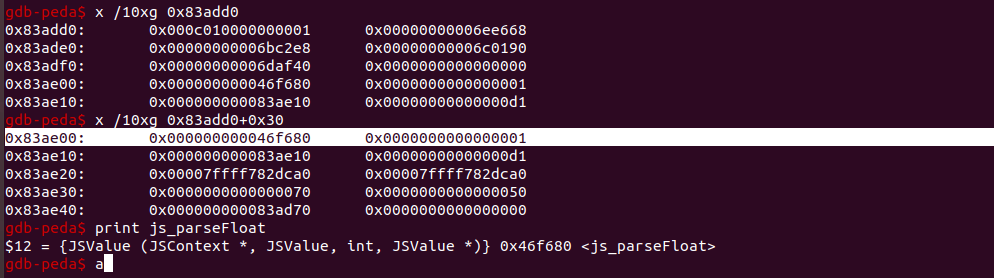 gdb-peda$ x /10xg 0x83add0
0x83add0: 0x000c010000000001 0x00000000006ee668
0x83ade0: 0x00000000006bc2e8 0x00000000006c0190
0x83adf0: 0x00000000006daf40 0x0000000000000000
0x83ae00: 0x000000000046f680 0x0000000000000001
0x83ae10: 0x000000000083ae10 0x00000000000000d1
gdb-peda$ x /10xg 0x83add0+0x30
0x83ae00: 0x000000000046f680 0x0000000000000001
0x83ae10: 0x000000000083ae10 0x00000000000000d1
0x83ae20: 0x00007ffff782dca0 0x00007ffff782dca0
0x83ae30: 0x0000000000000070 0x0000000000000050
0x83ae40: 0x000000000083ad70 0x0000000000000000
gdb-peda$ print js_parseFloat
$12 = {JSValue (JSContext *, JSValue, int, JSValue *)} 0x46f680 <js_parseFloat>
gdb-peda$ a